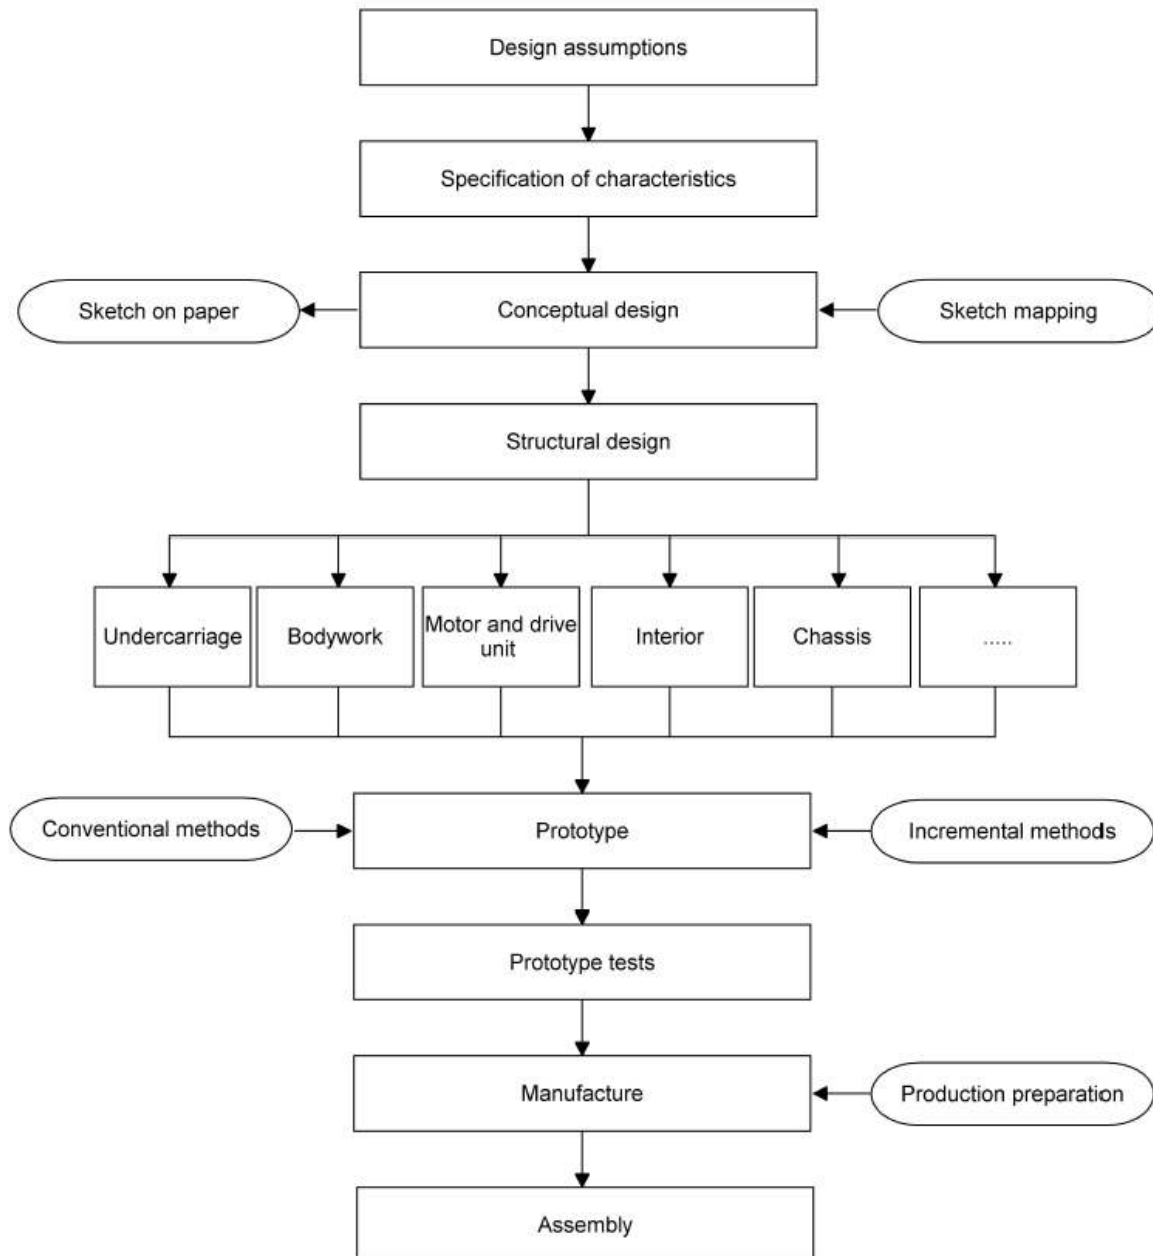 Design assumptions
Specification of characteristics
Sketch on paper
Conceptual design
Sketch mapping
Structural design
Undercarriage
Bodywork
Motor and drive
unit
Interior
Chassis
.....
Conventional methods
Prototype
Incremental methods
Prototype tests
Manufacture
Production preparation
Assembly